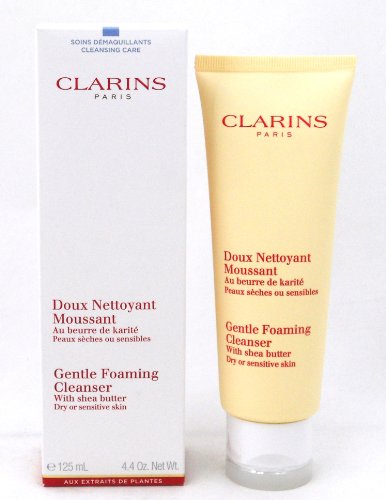 SOINS DÉMAQUILLANTS
CLEANSING CARE
CLARINS
PARIS
Doux Nettoyant
Moussant
Au beurre de karité
Peaux sèches ou sensibles
Gentle Foaming
Cleanser
With shea butter
Dry or sensitive skin
e 125 mL 4.4 Oz. Net Wt.
AUX EXTRAITS DE PLANTES
CLARINS
PARIS
Doux Nettoyant
Moussant
Au beurre de karité
Peaux sèches ou sensibles
Gentle Foaming
Cleanser
With shea butter
Dry or sensitive skin